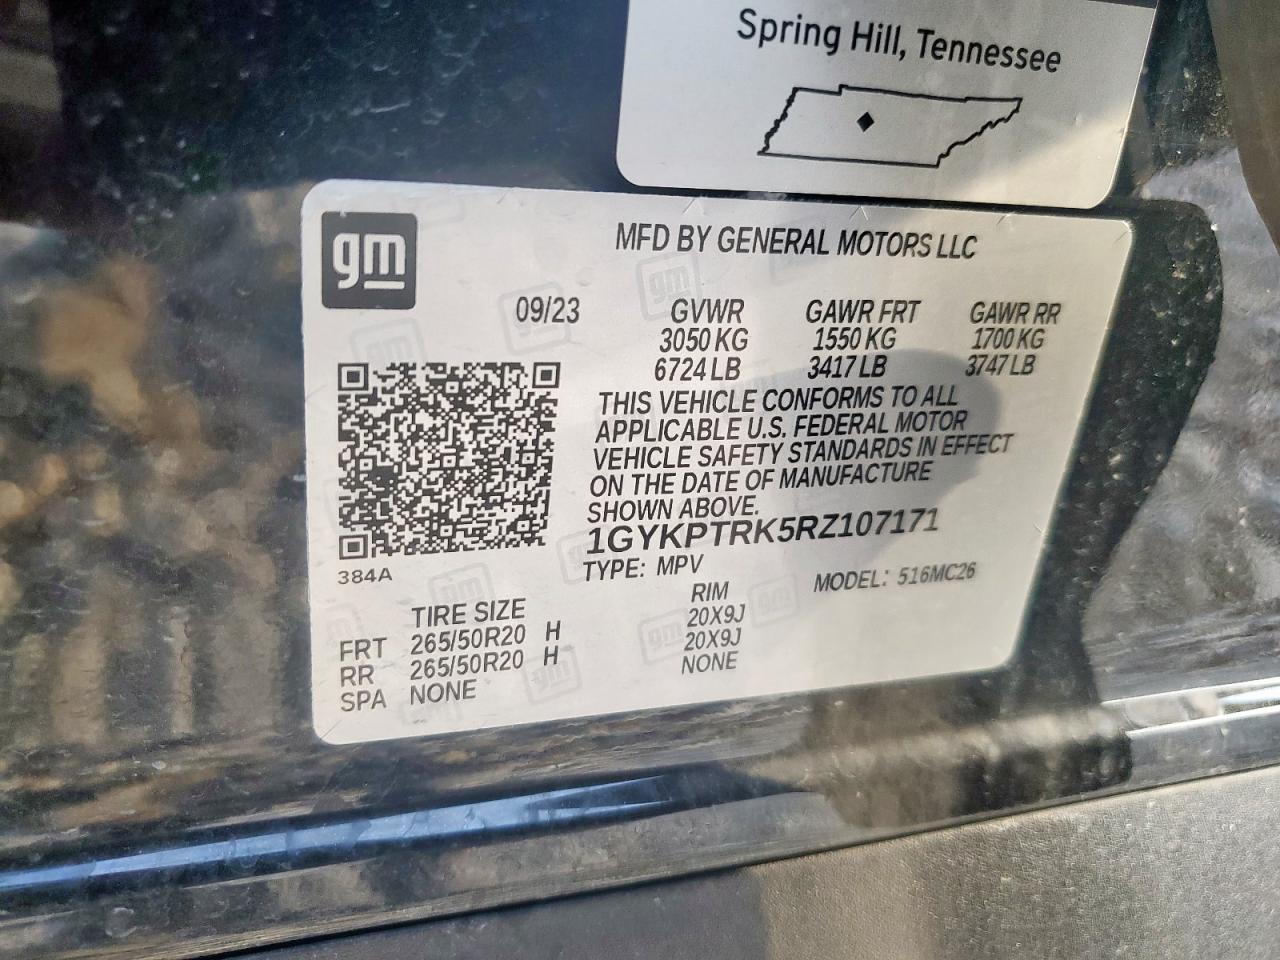 Spring Hill, Tennessee
gm
MFD BY GENERAL MOTORS LLC
09/23 GVWR GAWR FRT GAWR RR
3050 KG 1550 KG 1700 KG
6724 LB 3417 LB 3747 LB
THIS VEHICLE CONFORMS TO ALL
APPLICABLE U.S. FEDERAL MOTOR
VEHICLE SAFETY STANDARDS IN EFFECT
ON THE DATE OF MANUFACTURE
SHOWN ABOVE.
1GYKPTRK5RZ107171
384A
TYPE: MPV MODEL: 516MC26
TIRE SIZE RIM
FRT 265/50R20 H 20X9J
RR 265/50R20 H 20X9J
SPA NONE NONE